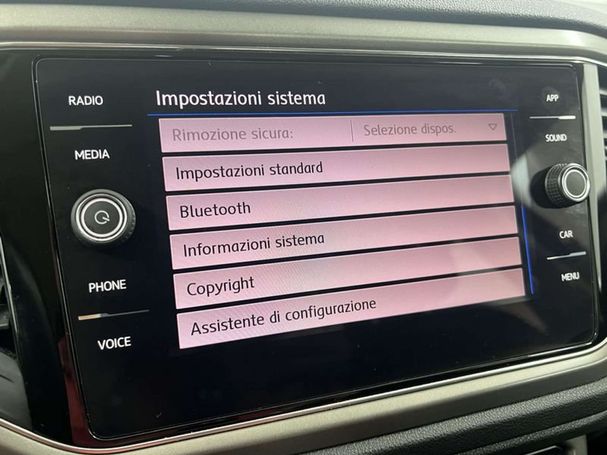 RADIO
MEDIA
PHONE
VOICE
Impostazioni sistema
Rimozione sicura: Selezione dispos.
Impostazioni standard
Bluetooth
Informazioni sistema
Copyright
Assistente di configurazione
APP
SOUND
CAR
MENU